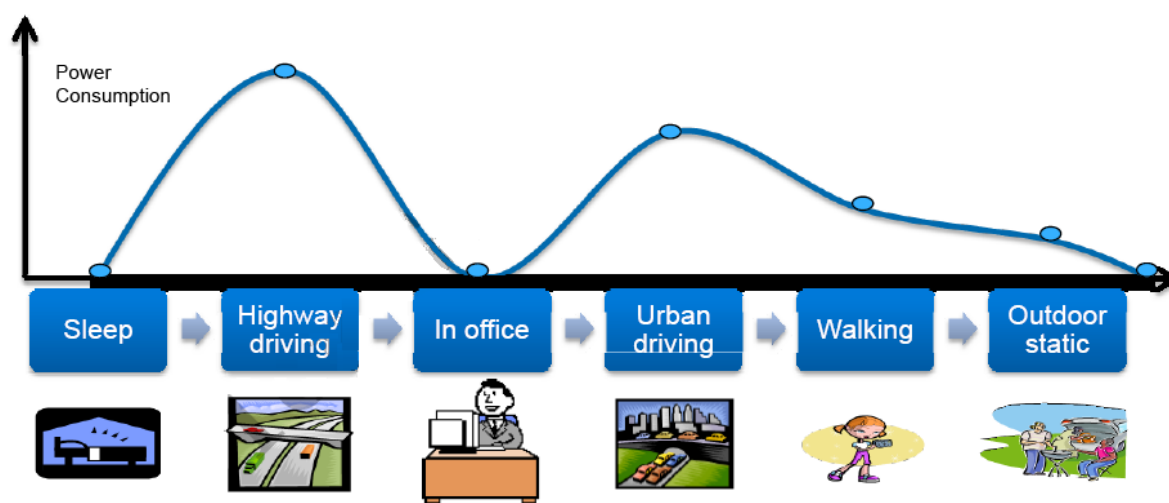 Power
Consumption
Sleep
Highway
driving
In office
Urban
driving
Walking
Outdoor
static